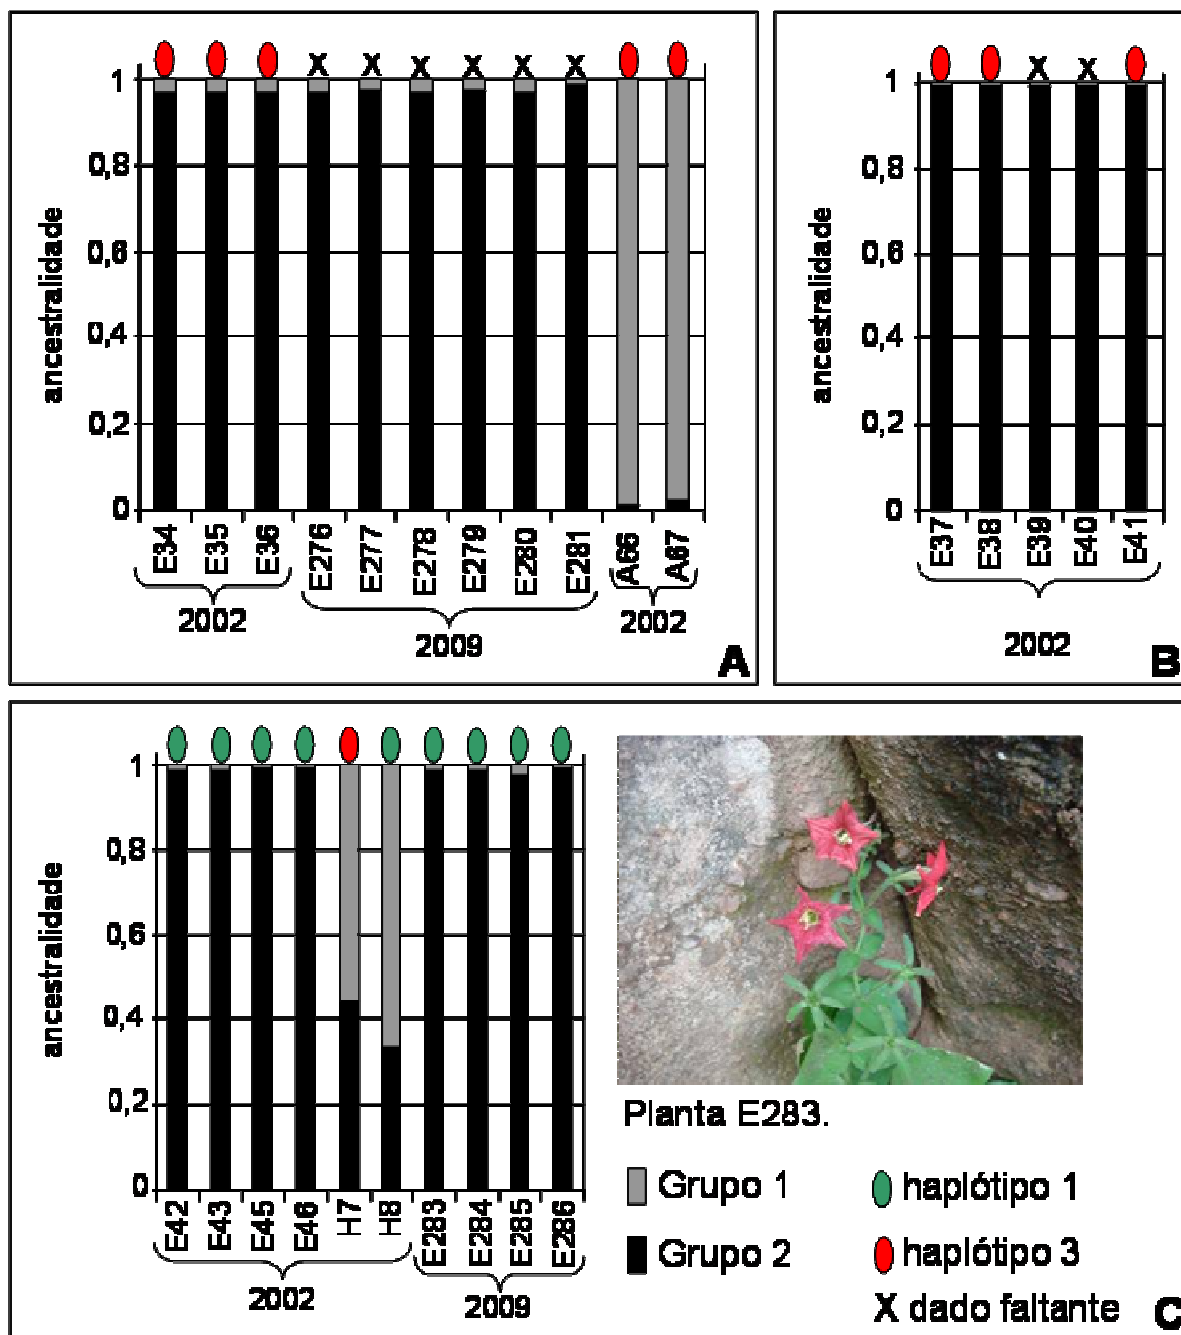 1
0,8
0,6
0,4
0,2
0
ancestralidade
X X X X X X
E34 E35 E36 E276 E277 E278 E279 E280 E281 A66 A67
2002
2009
2002
A
1
0,8
0,6
0,4
0,2
0
ancestralidade
X X
E37 E38 E39 E40 E41
2002
B
1
0,8
0,6
0,4
0,2
0
ancestralidade
E42 E43 E45 E46 H7 H8 E283 E284 E285 E286
2002
2009
Planta E283.
Grupo 1
haplótipo 1
Grupo 2
haplótipo 3
X dado faltante
C